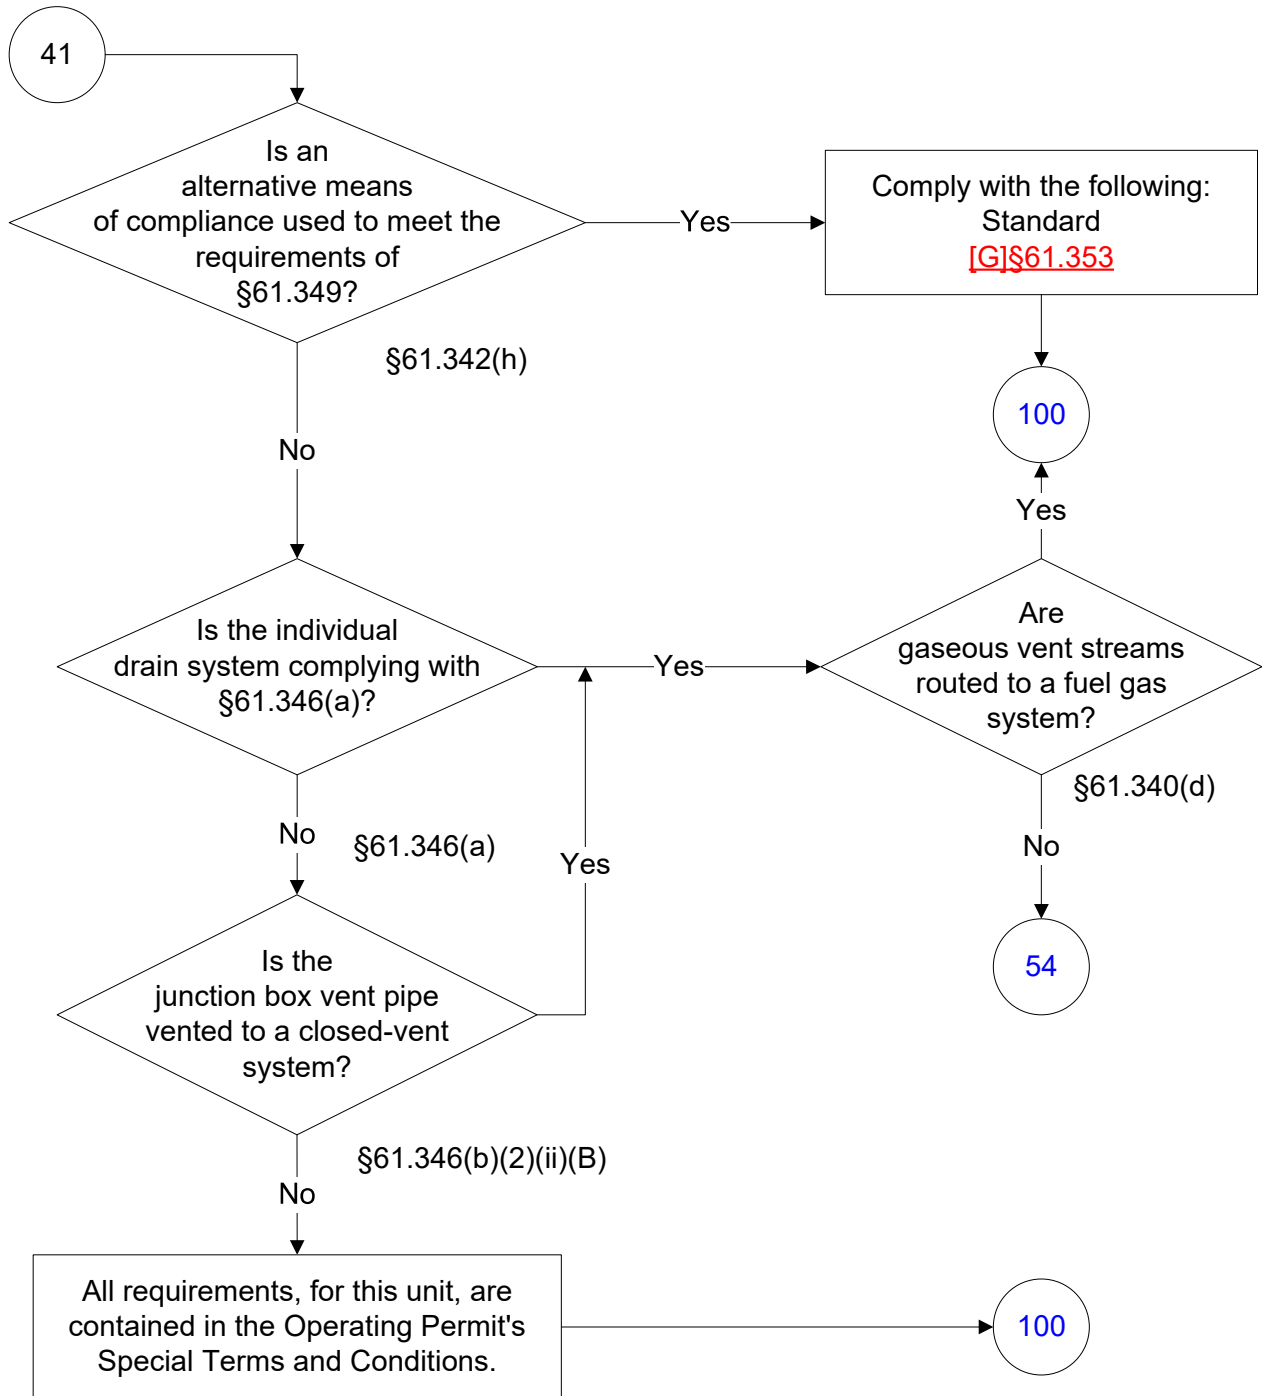 41
Is an
alternative means
of compliance used to meet the
requirements of
§61.349?
Yes
Comply with the following:
Standard
[G]§61.353
§61.342(h)
100
No
Yes
Is the individual
drain system complying with
§61.346(a)?
Yes
Are
gaseous vent streams
routed to a fuel gas
system?
§61.340(d)
No
§61.346(a)
Yes
No
Is the
junction box vent pipe
vented to a closed-vent
system?
54
§61.346(b)(2)(ii)(B)
No
All requirements, for this unit, are
contained in the Operating Permit's
Special Terms and Conditions.
100